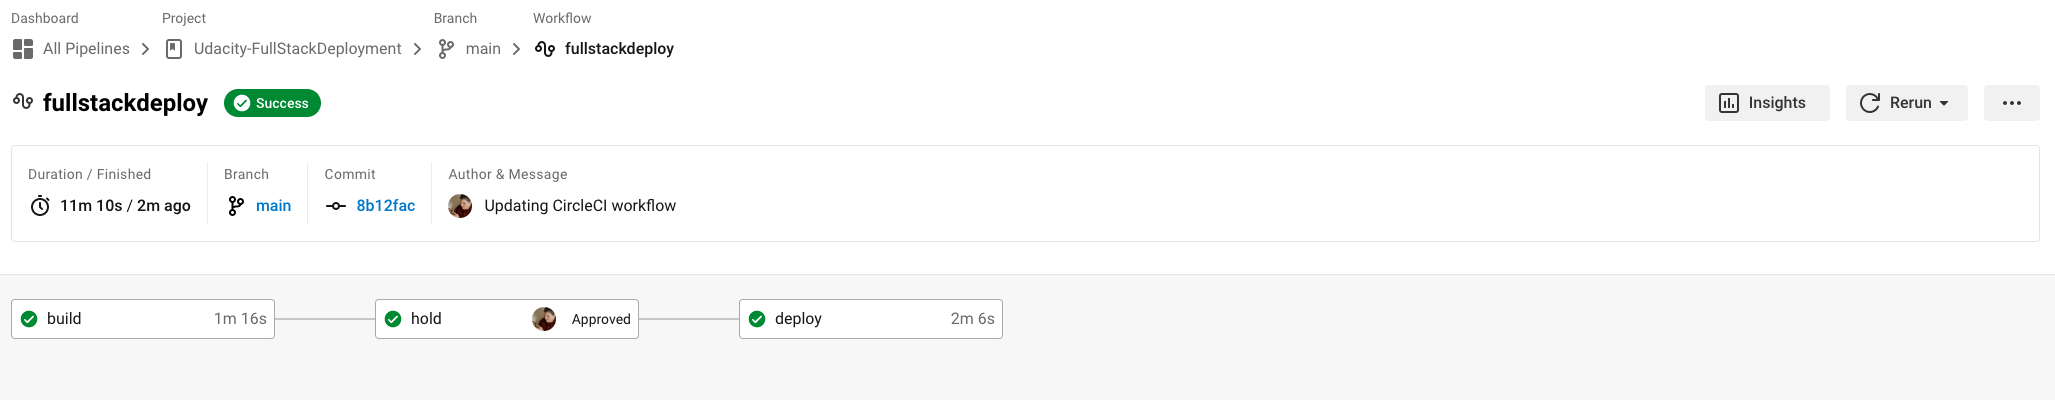 Dashboard Project Branch Workflow
All Pipelines Udacity-FullStackDeployment main fullstackdeploy
fullstackdeploy Success Insights Rerun
Duration / Finished Branch Commit Author & Message
11m 10s / 2m ago main 8b12fac Updating CircleCI workflow
build 1m 16s hold Approved deploy 2m 6s